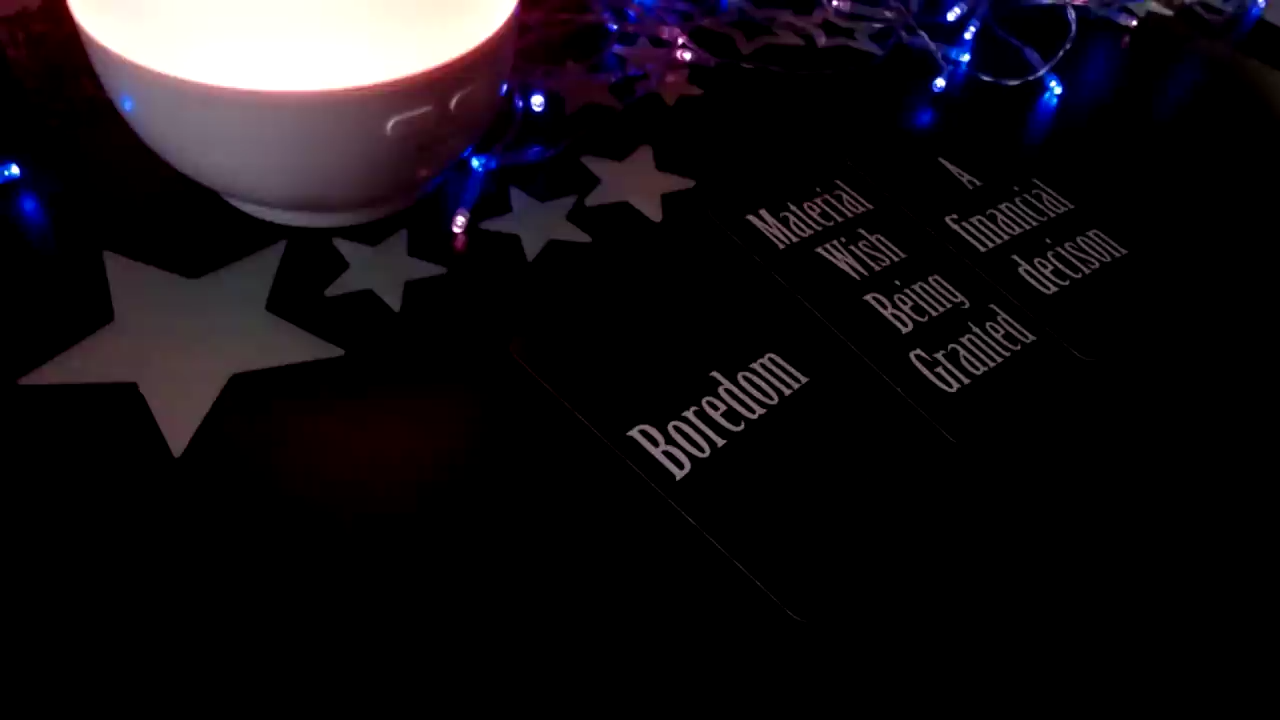 Boredom
Material
Wish
Being
Granted
A
financial
decison